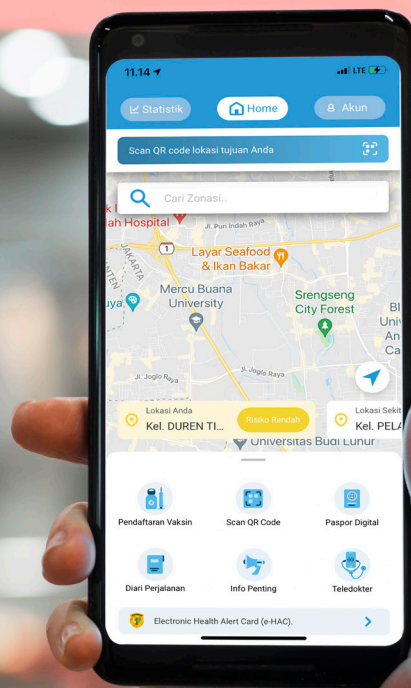 11.14
LTE
Statistik
Home
Akun
Scan QR code lokasi tujuan Anda
Cari Zonasi..
Hospital
Jl. Puri Indah Raya
1
JAKARTA
Layar Seafood
& Ikan Bakar
Mercu Buana
University
Srengseng
City Forest
Jl. Joglo Raya
Jl. Joglo Raya
Lokasi Anda
Kel. DUREN TI...
Risiko Rendah
Lokasi Sekit
Kel. PELA
Universitas Budi Luhur
Pendaftaran Vaksin
Scan QR Code
Paspor Digital
Diari Perjalanan
Info Penting
Teledokter
Electronic Health Alert Card (e-HAC).